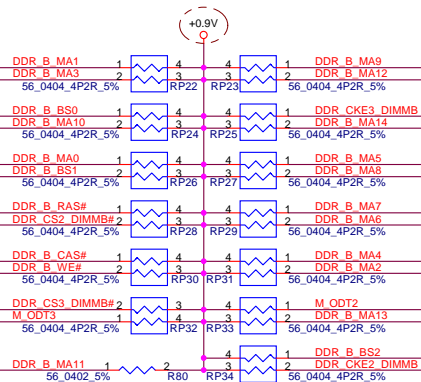 +0.9V
DDR_B_MA1 1 4 4 1 DDR_B_MA9
DDR_B_MA3 2 3 3 2 DDR_B_MA12
56_0404_4P2R_5% RP22 RP23 56_0404_4P2R_5%
DDR_B_BS0 1 4 4 1 DDR_CKE3_DIMMB
DDR_B_MA10 2 3 3 2 DDR_B_MA14
56_0404_4P2R_5% RP24 RP25 56_0404_4P2R_5%
DDR_B_MA0 1 4 4 1 DDR_B_MA5
DDR_B_BS1 2 3 3 2 DDR_B_MA8
56_0404_4P2R_5% RP26 RP27 56_0404_4P2R_5%
DDR_B_RAS# 1 4 4 1 DDR_B_MA7
DDR_CS2_DIMMB# 2 3 3 2 DDR_B_MA6
56_0404_4P2R_5% RP28 RP29 56_0404_4P2R_5%
DDR_B_CAS# 1 4 4 1 DDR_B_MA4
DDR_B_WE# 2 3 3 2 DDR_B_MA2
56_0404_4P2R_5% RP30 RP31 56_0404_4P2R_5%
DDR_CS3_DIMMB# 2 3 4 1 M_ODT2
M_ODT3 1 4 3 2 DDR_B_MA13
56_0404_4P2R_5% RP32 RP33 56_0404_4P2R_5%
4 1 DDR_B_BS2
DDR_B_MA11 1 2 3 2 DDR_CKE2_DIMMB
56_0402_5% R80 RP34 56_0404_4P2R_5%